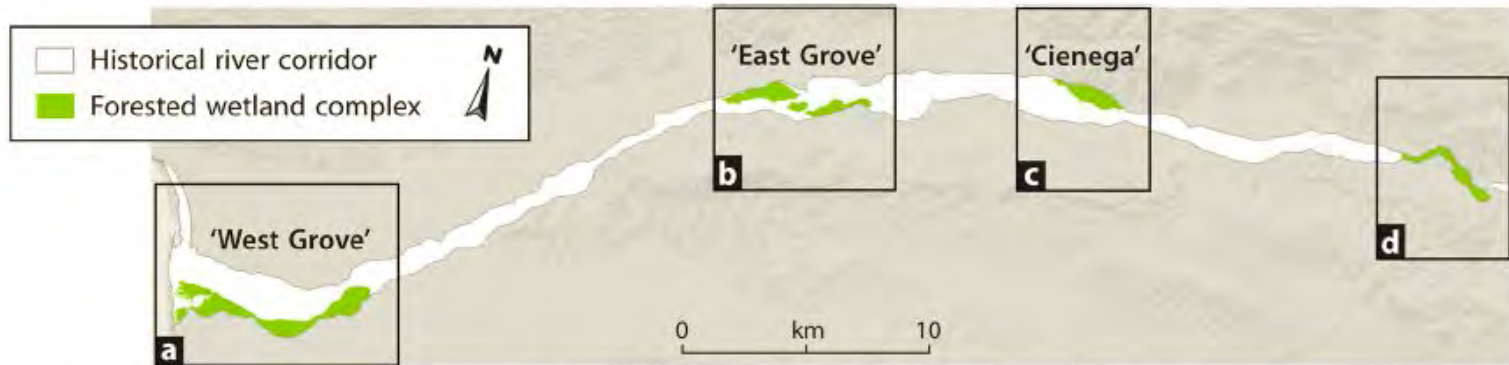 Historical river corridor
Forested wetland complex
N
'East Grove'
'Cienega'
b
c
'West Grove'
d
a
0 km 10